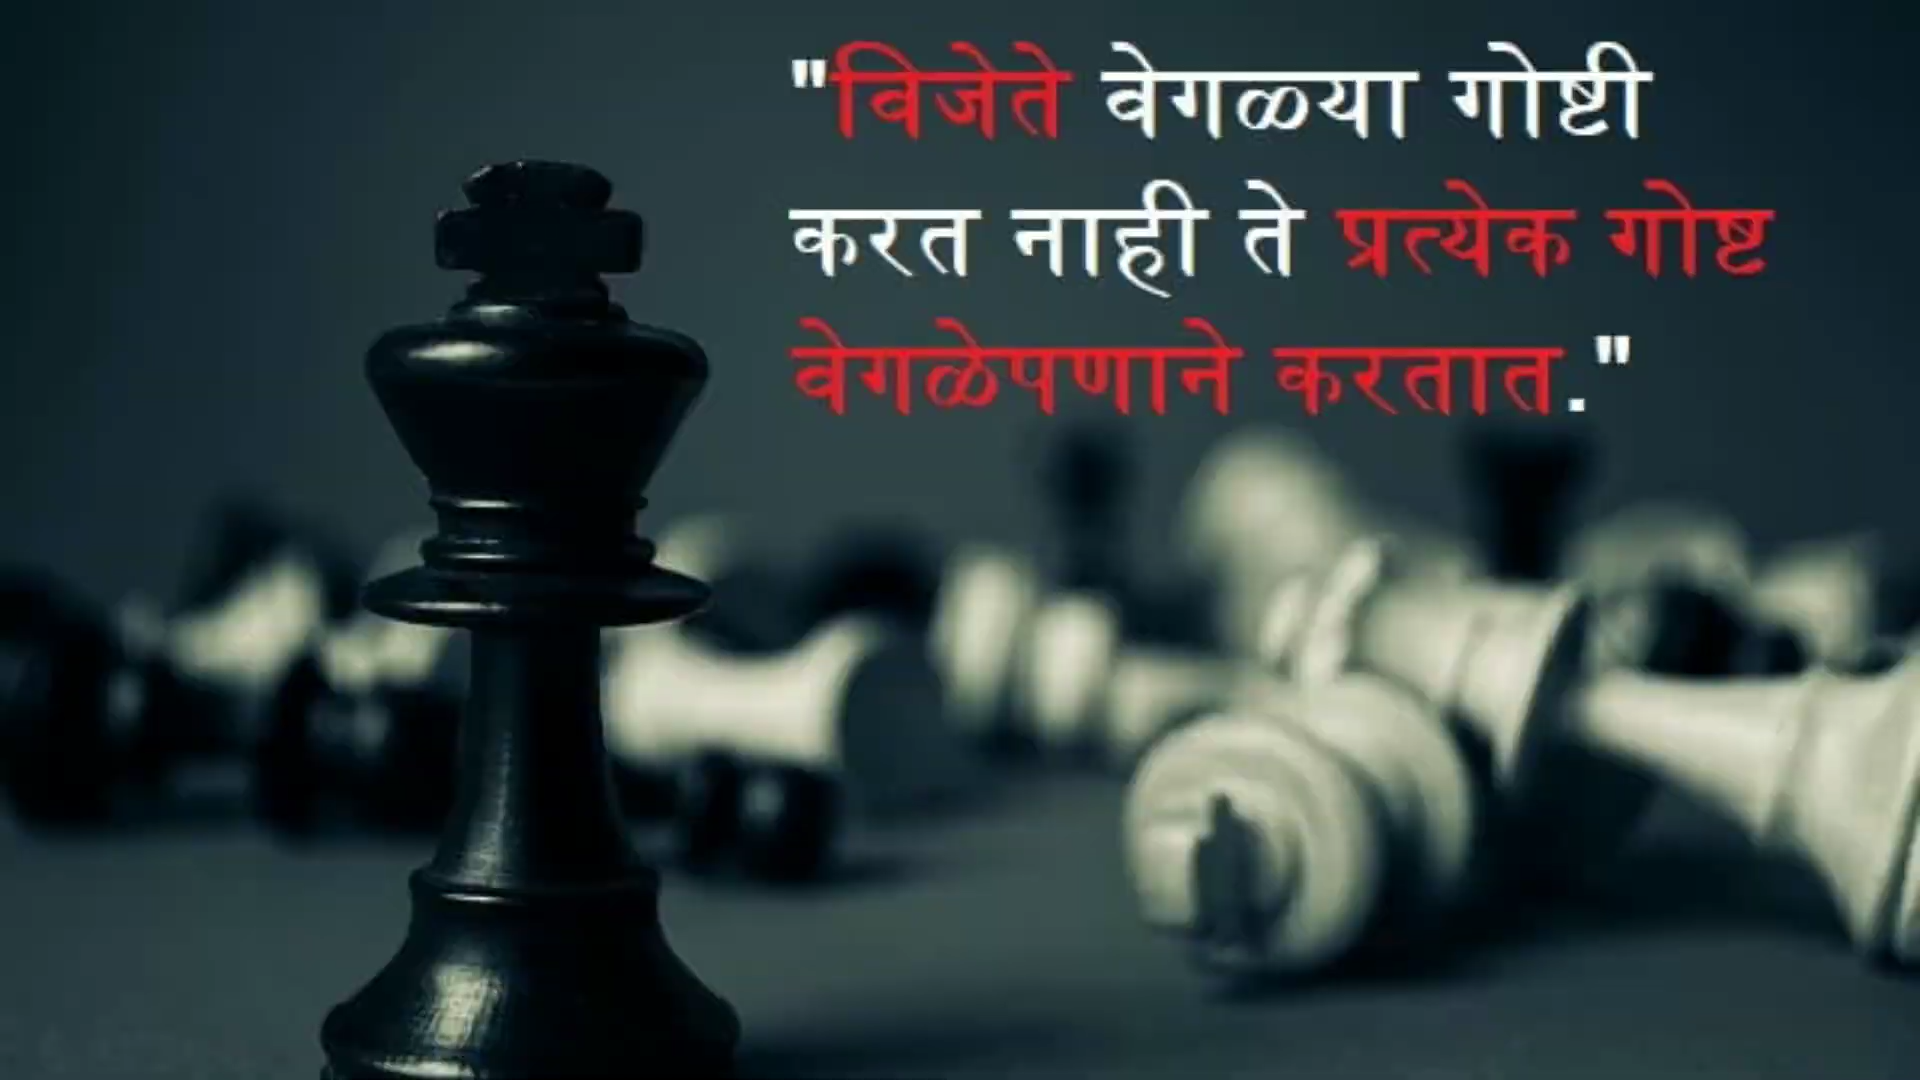 "विजेते वेगळ्या गोष्टी
करत नाही ते प्रत्येक गोष्ट
वेगळेपणाने करतात."